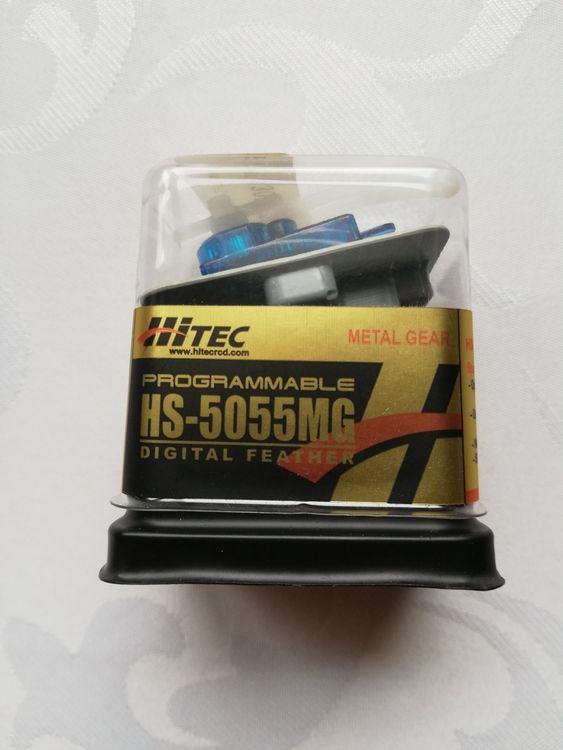 HiTEC
www.hitecrcd.com
METAL GEAR
PROGRAMMABLE
HS-5055MG
DIGITAL FEATHER